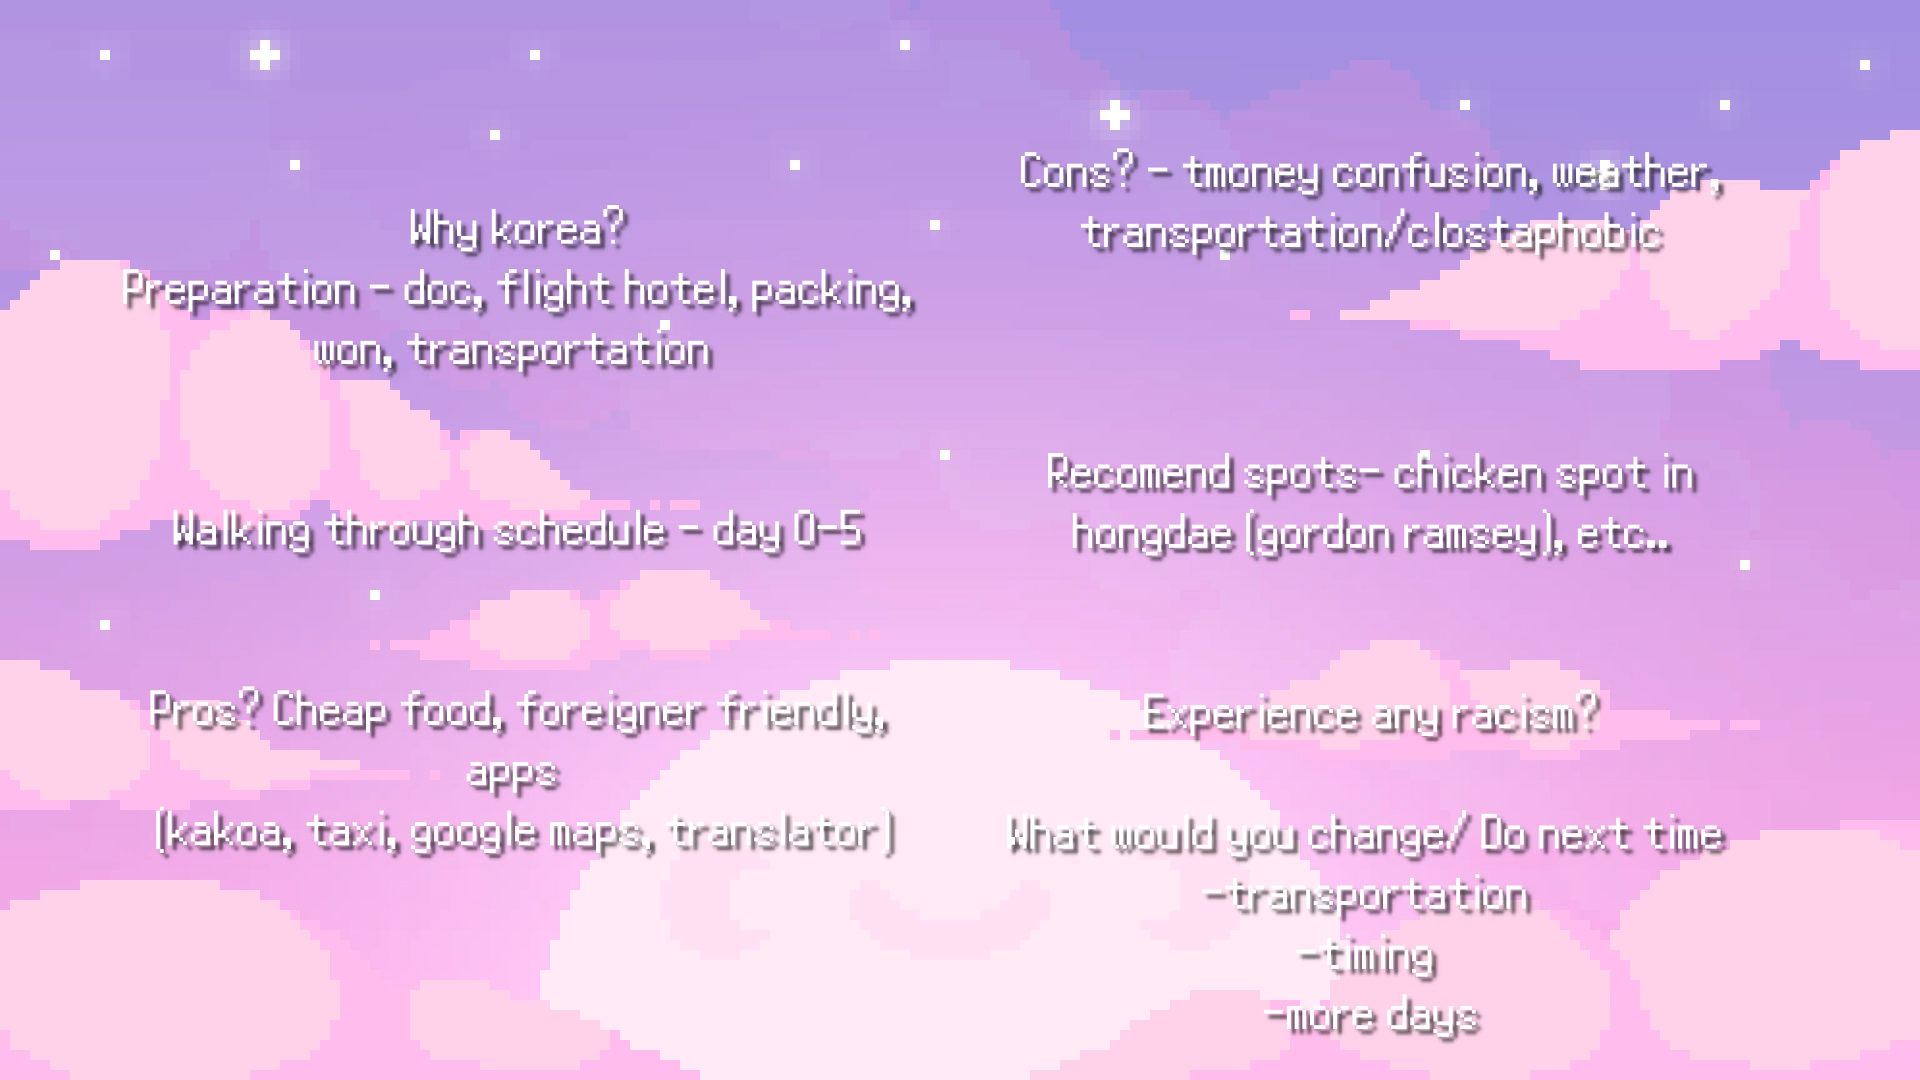 Why korea?
Preparation - doc, flight hotel, packing,
won, transportation
Walking through schedule - day 0-5
Pros? Cheap food, foreigner friendly,
apps
(kakoa, taxi, google maps, translator)
Cons? - tmoney confusion, weather,
transportation/clostaphobic
Recomend spots- chicken spot in
hongdae (gordon ramsey), etc..
Experience any racism?
What would you change/ Do next time
-transportation
-timing
-more days